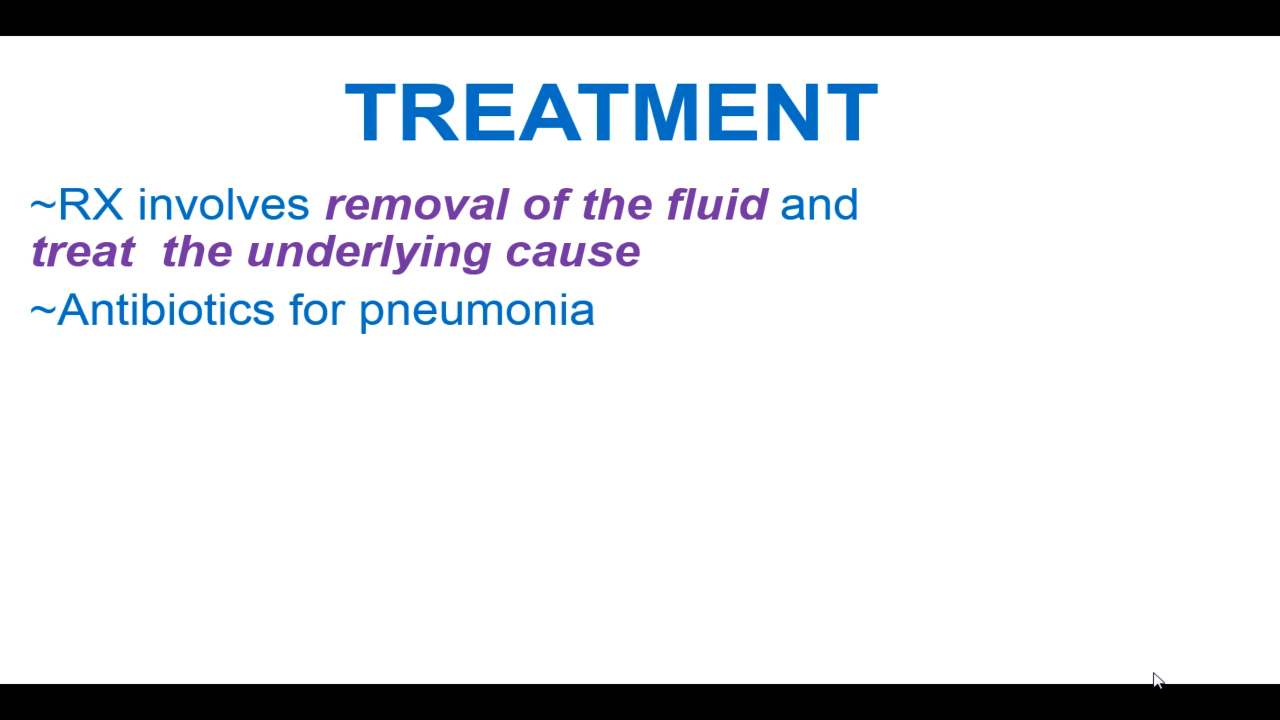 TREATMENT
~RX involves removal of the fluid and
treat  the underlying cause
~Antibiotics for pneumonia